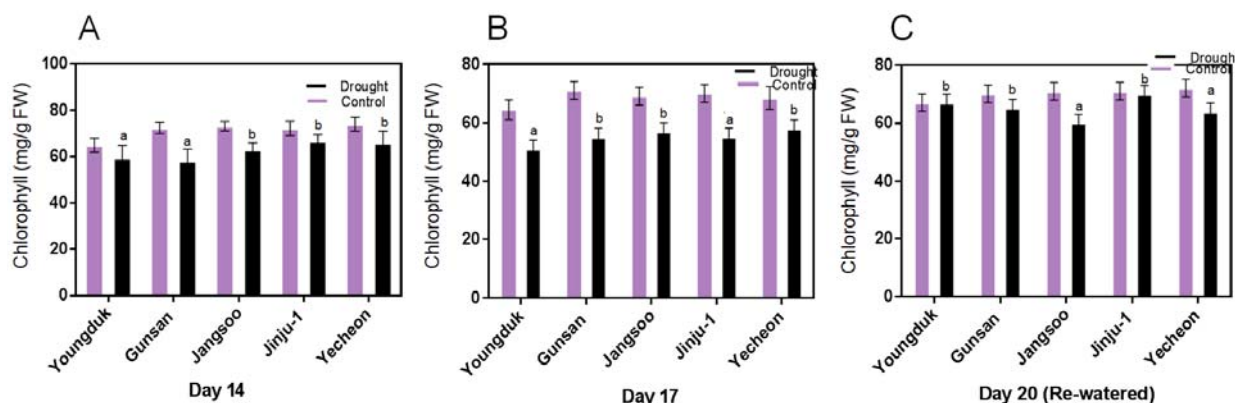 A
Chlorophyll (mg/g FW)
100
80
60
40
20
0
Drought
Control
a
a
b
b
b
Youngduk
Gunsan
Jangsoo
Jinju-1
Yecheon
Day 14
B
Chlorophyll (mg/g FW)
80
60
40
20
0
Drought
Control
a
b
b
a
b
Youngduk
Gunsan
Jangsoo
Jinju-1
Yecheon
Day 17
C
Chlorophyll (mg/g FW)
80
60
40
20
0
Drought
Control
b
b
a
b
a
Youngduk
Gunsan
Jangsoo
Jinju-1
Yecheon
Day 20 (Re-watered)